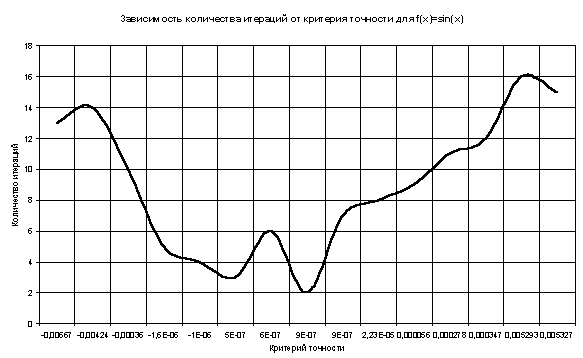 Зависимость количества итераций от критерия точности для f(x)=sin(x)
Количество итераций
18
16
14
12
10
8
6
4
2
0
-0,00667 -0,00424 -0,00036 -1,6E-06 -1E-06 5E-07 6E-07 9E-07 9E-07 2,23E-05 0,000056 0,000278 0,000347 0,005293 0,005327
Критерий точности